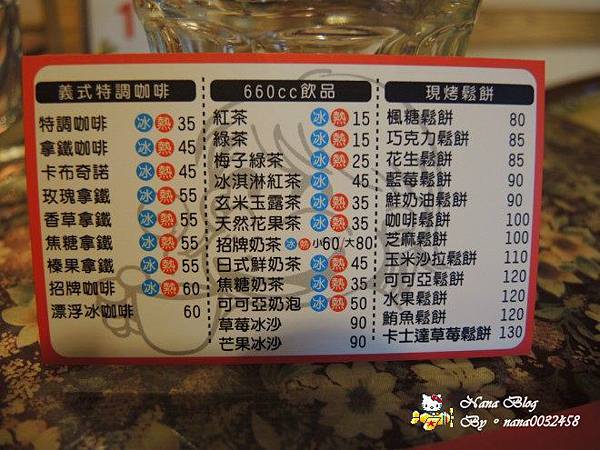 1
義式特調咖啡
特調咖啡 冰 熱 35
拿鐵咖啡 冰 熱 45
卡布奇諾 冰 熱 45
玫瑰拿鐵 冰 熱 55
香草拿鐵 冰 熱 55
焦糖拿鐵 冰 熱 55
榛果拿鐵 冰 熱 55
招牌咖啡 冰 熱 60
漂浮冰咖啡 60
660cc飲品
紅茶 冰 熱 15
綠茶 冰 熱 15
梅子綠茶 冰 熱 25
冰淇淋紅茶 冰 45
玄米玉露茶 冰 熱 35
天然花果茶 冰 熱 35
招牌奶茶 冰 熱 小60/大80
日式鮮奶茶 冰 熱 45
焦糖奶茶 冰 熱 35
可可亞奶泡 冰 熱 50
草莓冰沙 90
芒果冰沙 90
現烤鬆餅
楓糖鬆餅 80
巧克力鬆餅 85
花生鬆餅 85
藍莓鬆餅 90
鮮奶油鬆餅 90
咖啡鬆餅 100
芝麻鬆餅 100
玉米沙拉鬆餅 110
可可亞鬆餅 120
水果鬆餅 120
鮪魚鬆餅 120
卡士達草莓鬆餅 130
Nana Blog
By。nana0032458